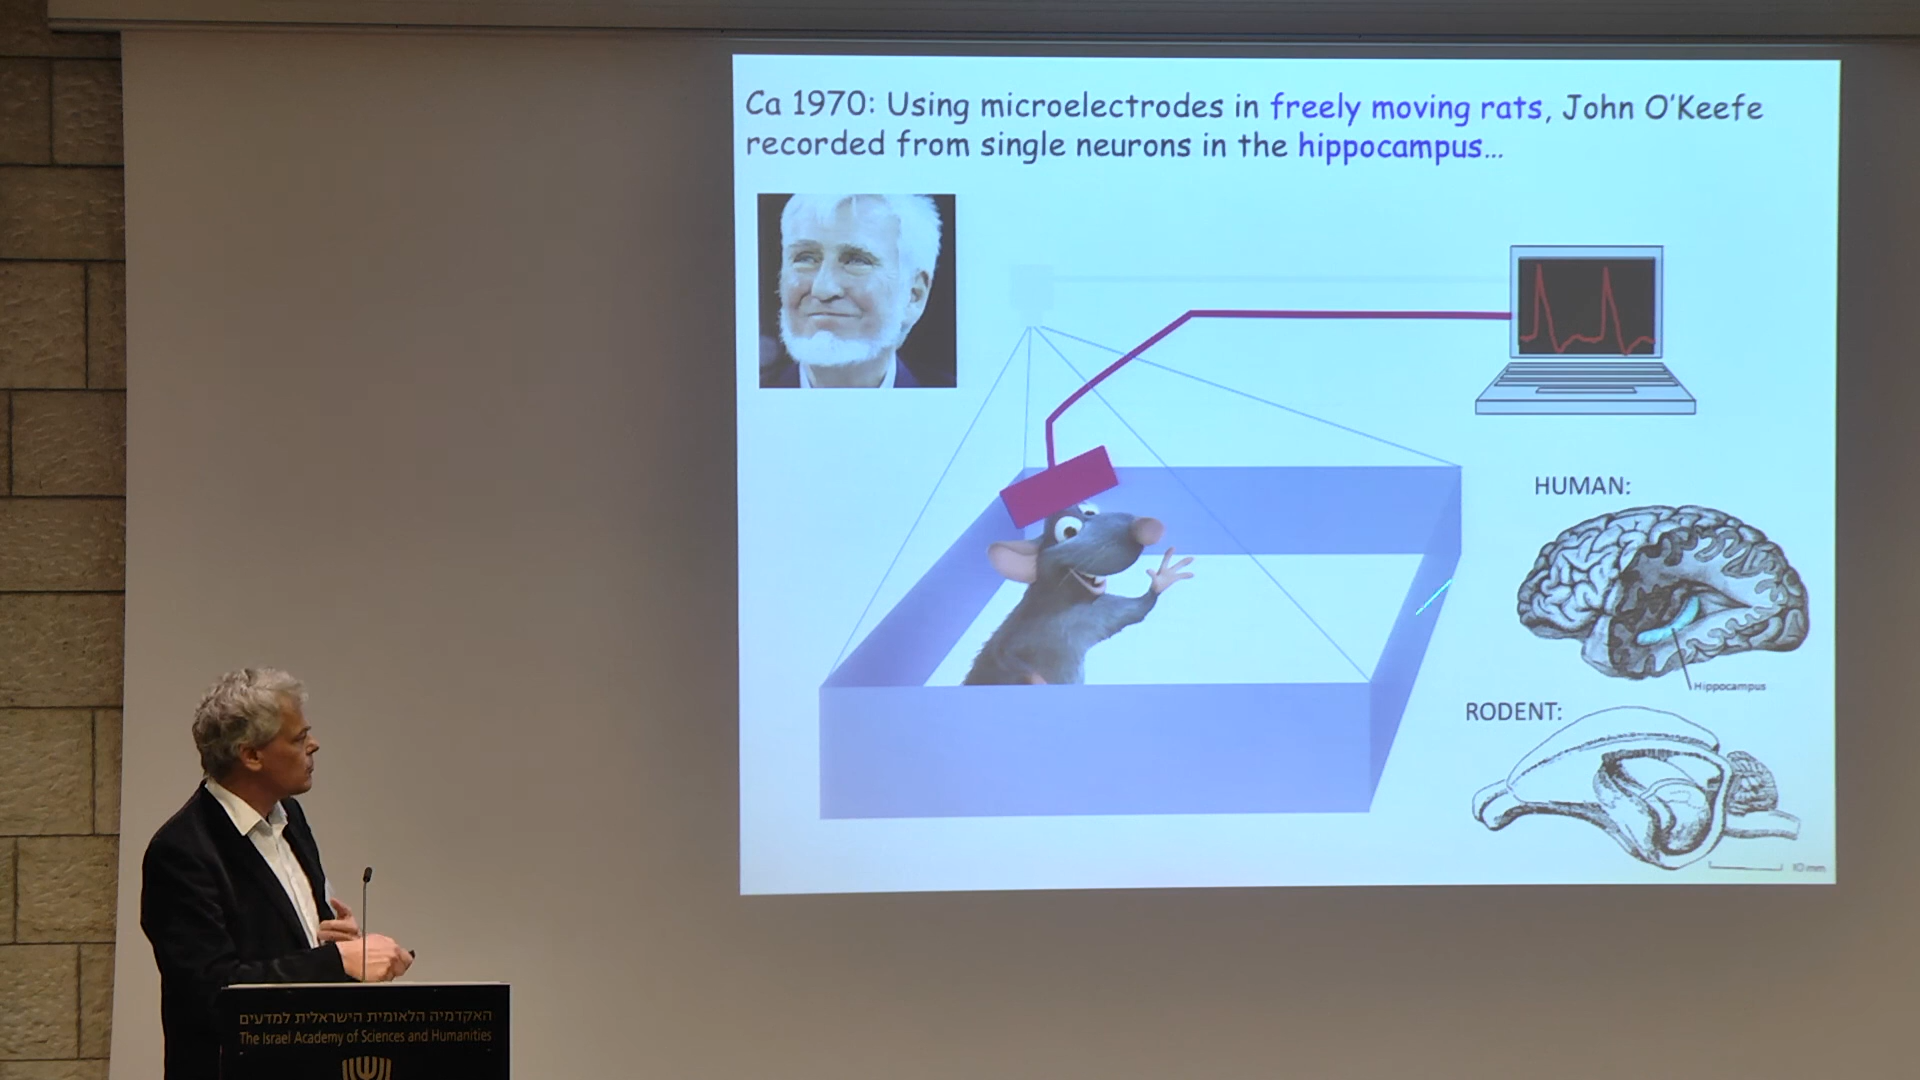 Ca 1970: Using microelectrodes in freely moving rats, John O'Keefe
recorded from single neurons in the hippocampus...
HUMAN:
Hippocampus
RODENT:
10 mm
האקדמיה הלאומית הישראלית למדעים
The Israel Academy of Sciences and Humanities